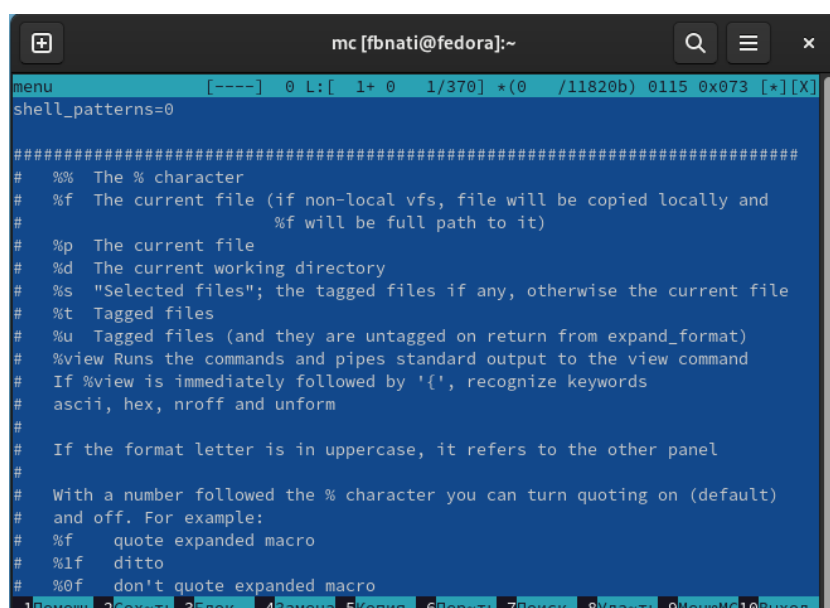 mc [fbnati@fedora]:~
menu [----] 0 L:[ 1+ 0 1/370] *(0 /11820b) 0115 0x073 [*][X]
shell_patterns=0
##############################################################################
# %% The % character
# %f The current file (if non-local vfs, file will be copied locally and
# %f will be full path to it)
# %p The current file
# %d The current working directory
# %s "Selected files"; the tagged files if any, otherwise the current file
# %t Tagged files
# %u Tagged files (and they are untagged on return from expand_format)
# %view Runs the commands and pipes standard output to the view command
# If %view is immediately followed by '{', recognize keywords
# ascii, hex, nroff and unform
#
# If the format letter is in uppercase, it refers to the other panel
#
# With a number followed the % character you can turn quoting on (default)
# and off. For example:
# %f quote expanded macro
# %1f ditto
# %0f don't quote expanded macro